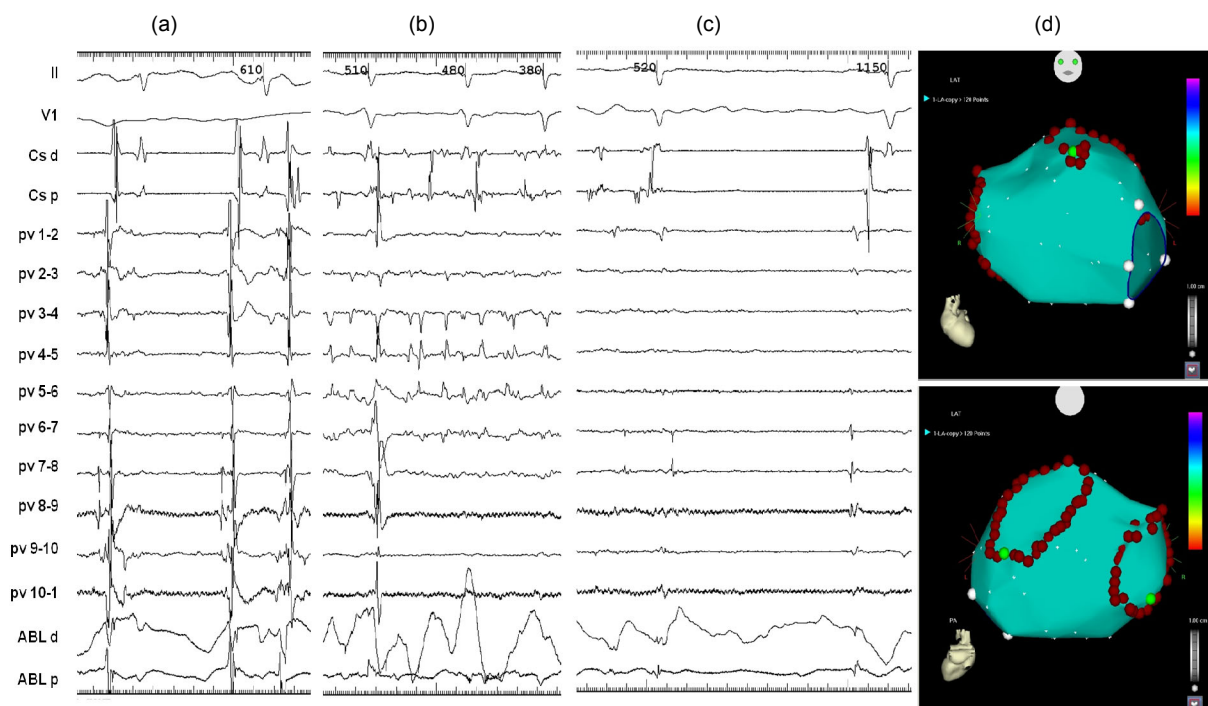 (a)
(b)
(c)
(d)
II
V1
Cs d
Cs p
pv 1-2
pv 2-3
pv 3-4
pv 4-5
pv 5-6
pv 6-7
pv 7-8
pv 8-9
pv 9-10
pv 10-1
ABL d
ABL p
610
510
480
380
520
1150
LAT
1-LA-copy > 120 Points
R
L
1.00 cm
LAT
1-LA-copy > 120 Points
L
R
PA
1.00 cm